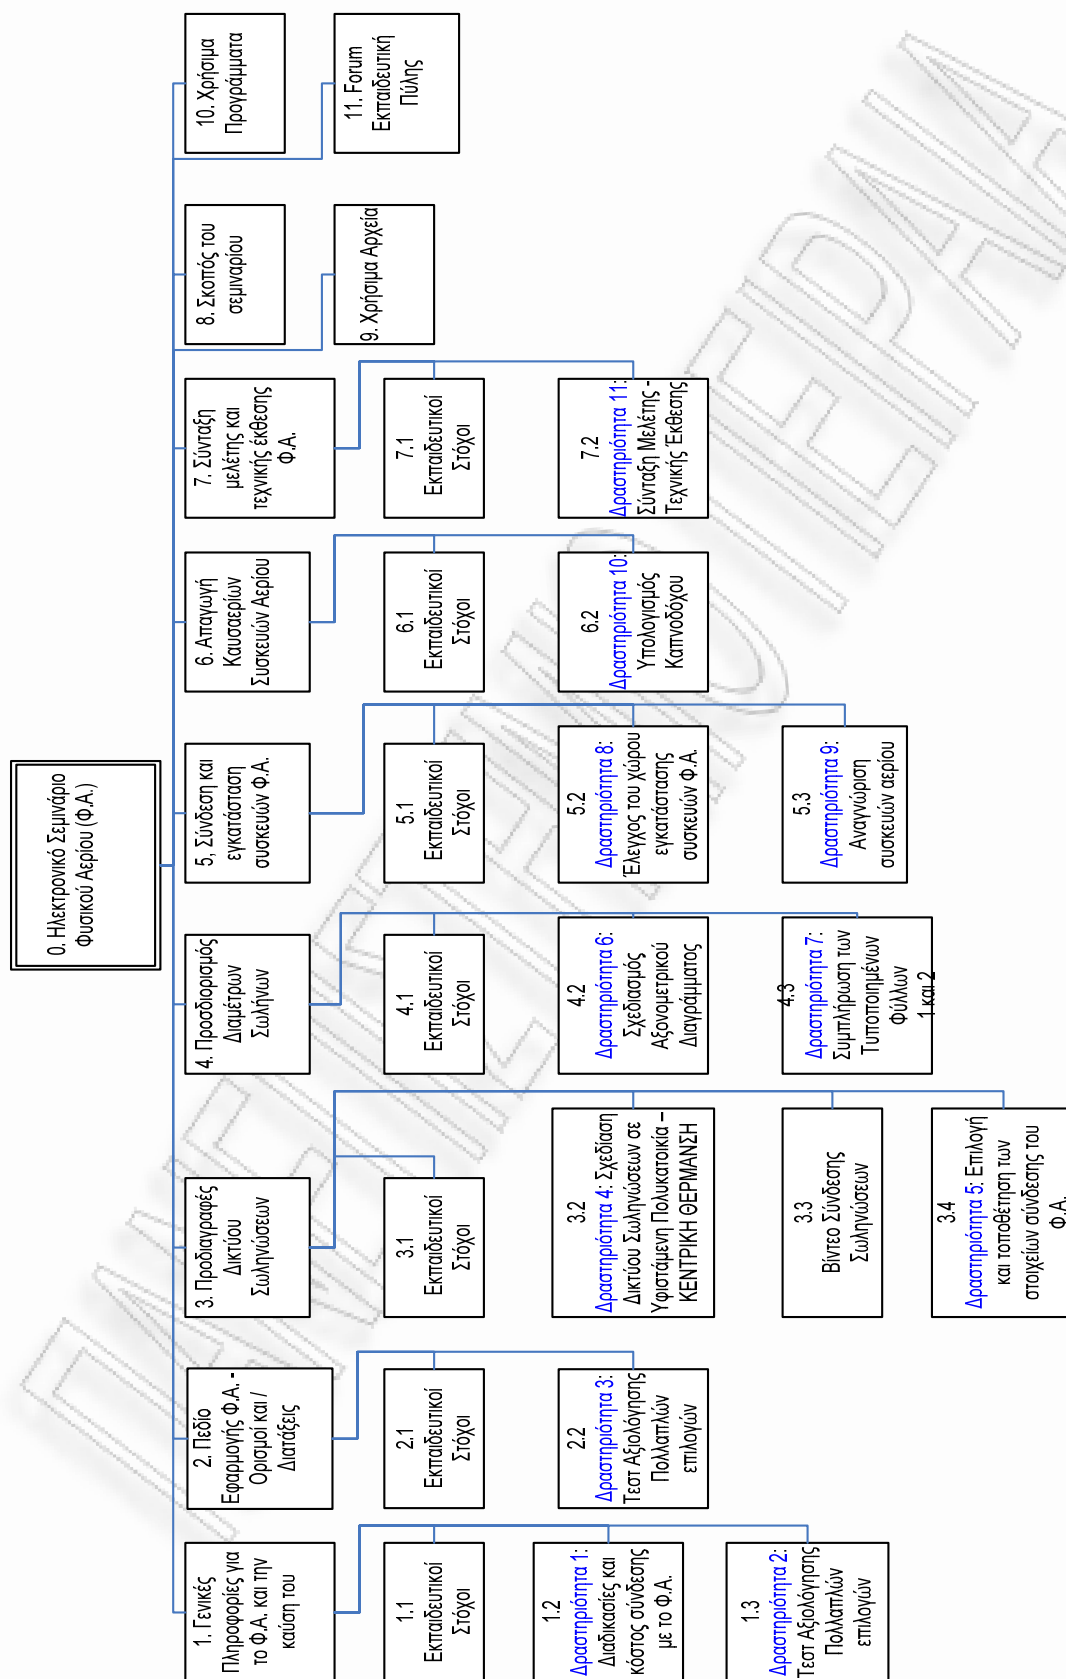 0. Ηλεκτρονικό Σεμινάριο
Φυσικού Αερίου (Φ.Α.)
1. Γενικές
Πληροφορίες για
το Φ.Α. και την
καύση του
1.1
Εκπαιδευτικοί
Στόχοι
1.2
Δραστηριότητα 1:
Διαδικασίες και
κόστος σύνδεσης
με το Φ.Α.
1.3
Δραστηριότητα 2:
Τεστ Αξιολόγησης
Πολλαπλών
επιλογών
2. Πεδίο
Εφαρμογής Φ.Α. -
Ορισμοί και /
Διατάξεις
2.1
Εκπαιδευτικοί
Στόχοι
2.2
Δραστηριότητα 3:
Τεστ Αξιολόγησης
Πολλαπλών
επιλογών
3. Προδιαγραφές
Δικτύου
Σωληνώσεων
3.1
Εκπαιδευτικοί
Στόχοι
3.2
Δραστηριότητα 4: Σχεδίαση
Δικτύου Σωληνώσεων σε
Υφιστάμενη Πολυκατοικία –
ΚΕΝΤΡΙΚΗ ΘΕΡΜΑΝΣΗ
3.3
Βίντεο Σύνδεσης
Σωληνώσεων
3.4
Δραστηριότητα 5: Επιλογή
και τοποθέτηση των
στοιχείων σύνδεσης του
Φ.Α.
4. Προσδιορισμός
Διαμέτρων
Σωλήνων
4.1
Εκπαιδευτικοί
Στόχοι
4.2
Δραστηριότητα 6:
Σχεδιασμός
Αξονομετρικού
Διαγράμματος
4.3
Δραστηριότητα 7:
Συμπλήρωση των
Τυποποιημένων
Φύλλων
1 και 2
5, Σύνδεση και
εγκατάσταση
συσκευών Φ.Α.
5.1
Εκπαιδευτικοί
Στόχοι
5.2
Δραστηριότητα 8:
Έλεγχος του χώρου
εγκατάστασης
συσκευών Φ.Α.
5.3
Δραστηριότητα 9:
Αναγνώριση
συσκευών αερίου
6. Απαγωγή
Καυσαερίων
Συσκευών Αερίου
6.1
Εκπαιδευτικοί
Στόχοι
6.2
Δραστηριότητα 10:
Υπολογισμός
Καπνοδόχου
7. Σύνταξη
μελέτης και
τεχνικής έκθεσης
Φ.Α.
7.1
Εκπαιδευτικοί
Στόχοι
7.2
Δραστηριότητα 11:
Σύνταξη Μελέτης -
Τεχνικής Έκθεσης
8. Σκοπός του
σεμιναρίου
9. Χρήσιμα Αρχεία
10. Χρήσιμα
Προγράμματα
11. Forum
Εκπαιδευτική
Πύλης
ΠΑΝΕΠΙΣΤΗΜΙΟ ΠΕΙΡΑΙΑ